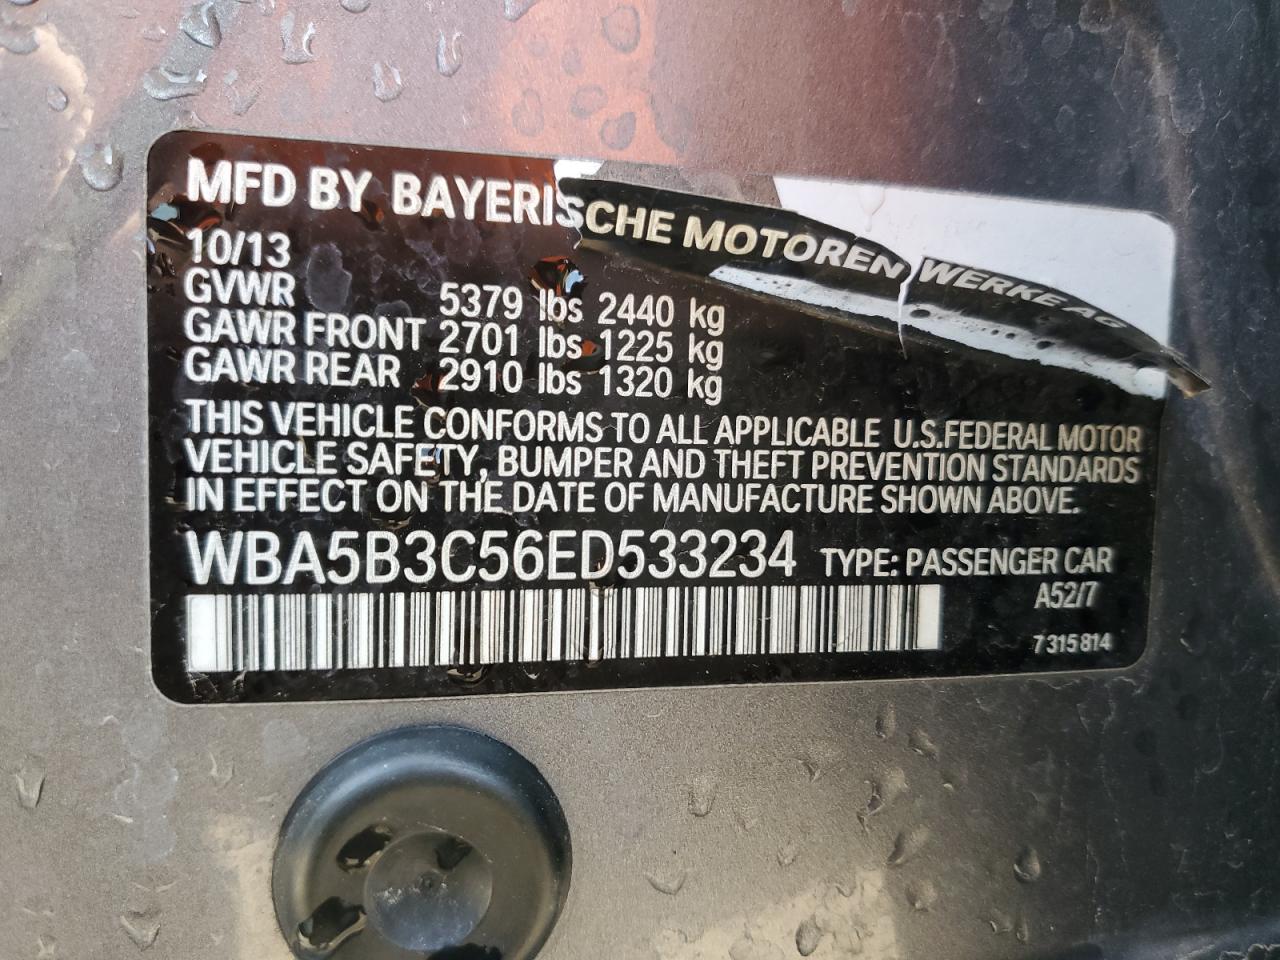 MFD BY BAYERISCHE MOTOREN WERKE AG
10/13
GVWR 5379 lbs 2440 kg
GAWR FRONT 2701 lbs 1225 kg
GAWR REAR 2910 lbs 1320 kg
THIS VEHICLE CONFORMS TO ALL APPLICABLE U.S.FEDERAL MOTOR
VEHICLE SAFETY, BUMPER AND THEFT PREVENTION STANDARDS
IN EFFECT ON THE DATE OF MANUFACTURE SHOWN ABOVE.
WBA5B3C56ED533234 TYPE: PASSENGER CAR
A52/7
7 315 814